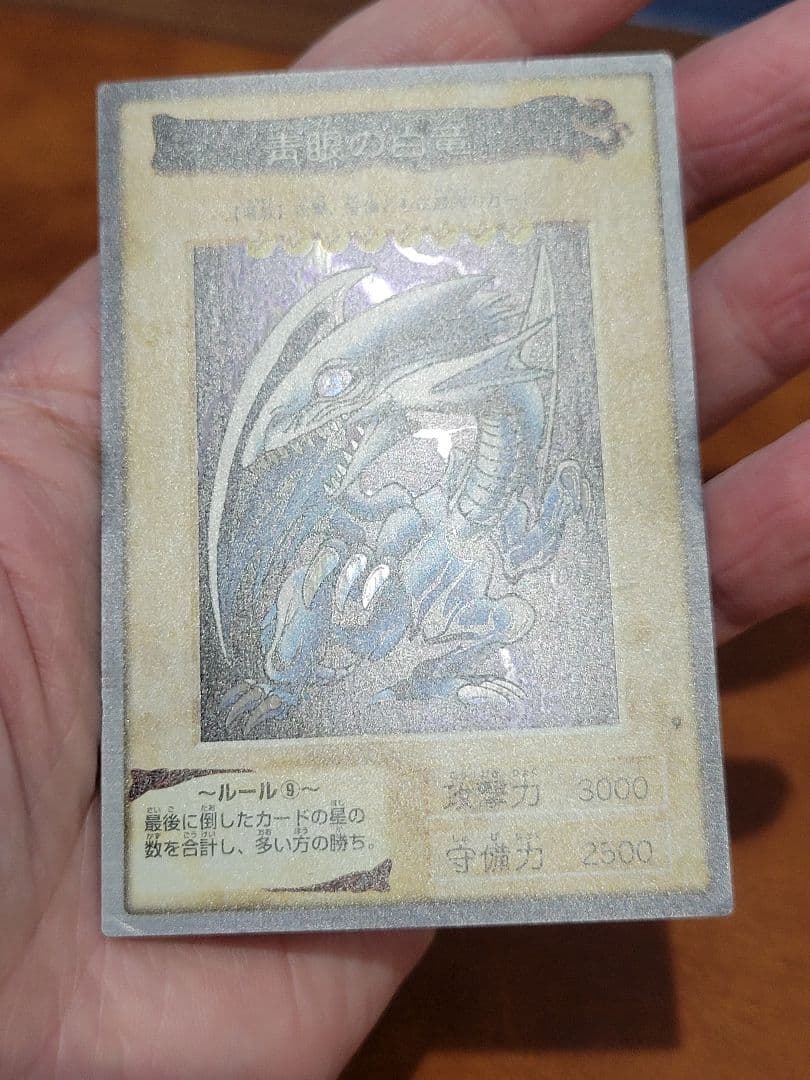 青眼の白竜
～ルール⑨～
最後に倒したカードの星の
数を合計し、多い方の勝ち。
9
攻撃力 3000
守備力 2500